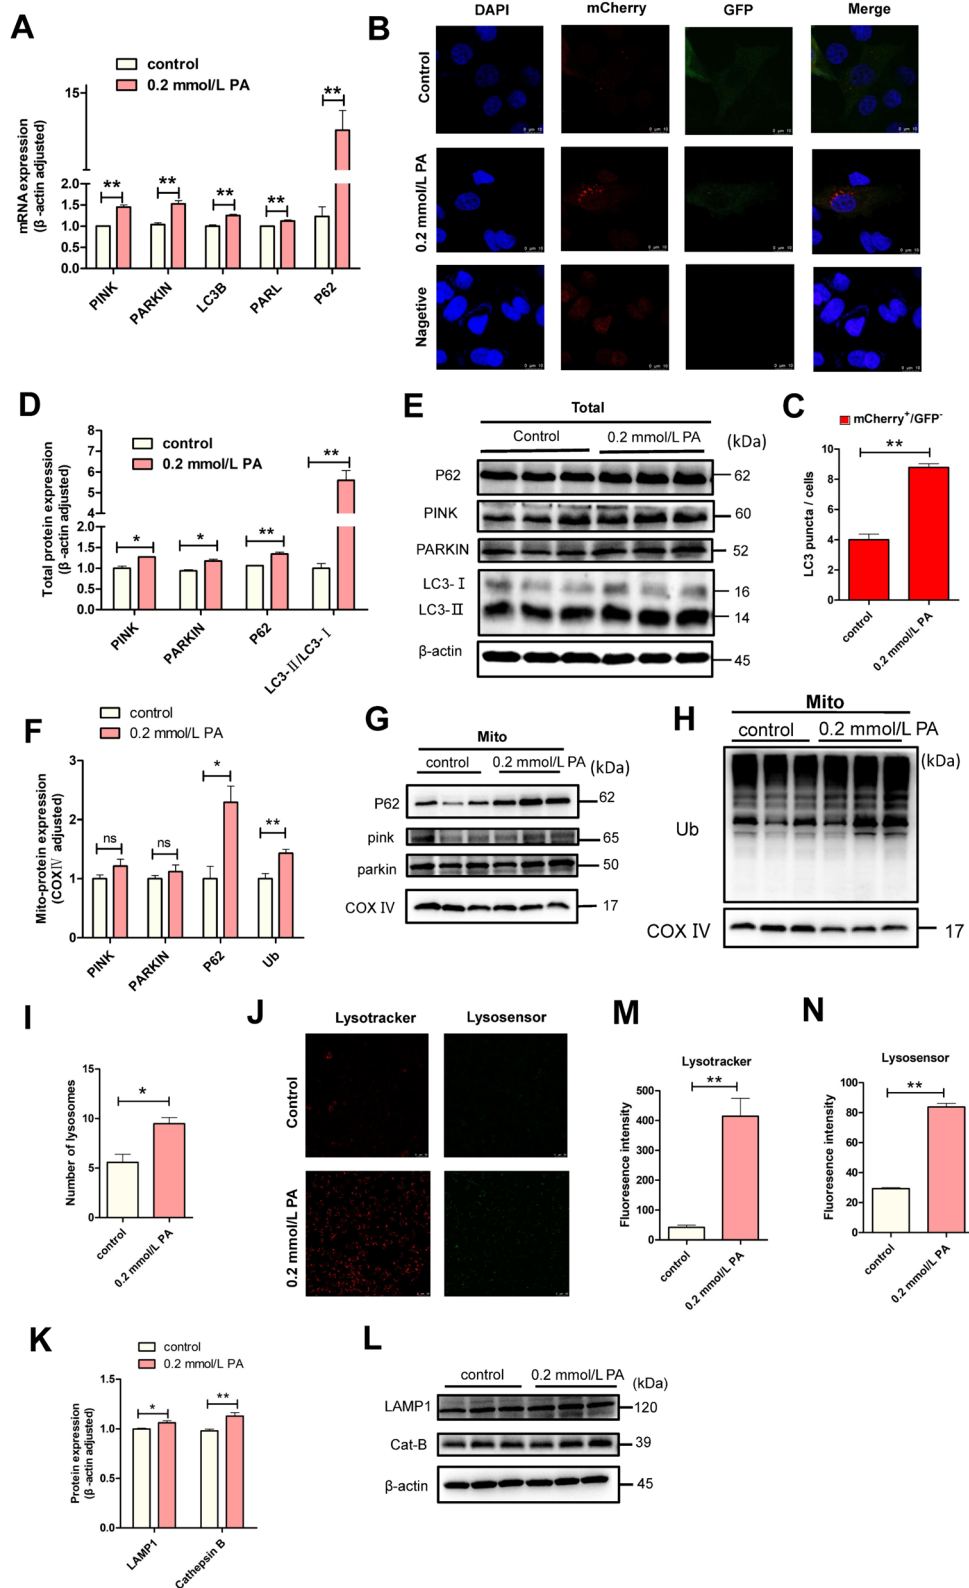 A
control
0.2 mmol/L PA
mRNA expression
(β -actin adjusted)
15
2.0
1.5
1.0
0.5
0.0
** ** ** ** **
PINK PARKIN LC3B PARL P62
B
DAPI mCherry GFP Merge
Control
0.2 mmol/L PA
Nagetive
C
mCherry+/GFP-
LC3 puncta / cells
10
8
6
4
2
0
**
control 0.2 mmol/L PA
D
control
0.2 mmol/L PA
Total protein expression
(β -actin adjusted)
8
7
6
5
4
2.0
1.5
1.0
0.5
0.0
* * ** **
PINK PARKIN P62 LC3-Ⅱ/LC3-Ⅰ
E
Total
Control 0.2 mmol/L PA (kDa)
P62 62
PINK 60
PARKIN 52
LC3-Ⅰ 16
LC3-Ⅱ 14
β-actin 45
F
control
0.2 mmol/L PA
Mito-protein expression
(COXⅣ adjusted)
3
2
1
0
ns ns * **
PINK PARKIN P62 Ub
G
Mito
control 0.2 mmol/L PA (kDa)
P62 62
pink 65
parkin 50
COX IV 17
H
Mito
control 0.2 mmol/L PA
(kDa)
Ub
COX IV 17
I
Number of lysosomes
15
10
5
0
*
control 0.2 mmol/L PA
J
Lysotracker Lysosensor
Control
0.2 mmol/L PA
M
Lysotracker
Fluoresence intensity
500
400
300
200
100
0
**
control 0.2 mmol/L PA
N
Lysosensor
Fluoresence intensity
100
80
60
40
20
0
**
control 0.2 mmol/L PA
K
control
0.2 mmol/L PA
Protein expression
(β -actin adjusted)
1.5
1.0
0.5
0.0
* **
LAMP1 Cathepsin B
L
control 0.2 mmol/L PA (kDa)
LAMP1 120
Cat-B 39
β-actin 45